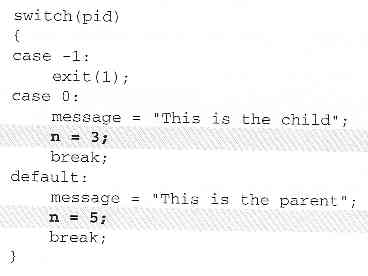 switch(pid)
{
case -1:
    exit(1);
case 0:
    message = "This is the child";
    n = 3;
    break;
default:
    message = "This is the parent";
    n = 5;
    break;
}